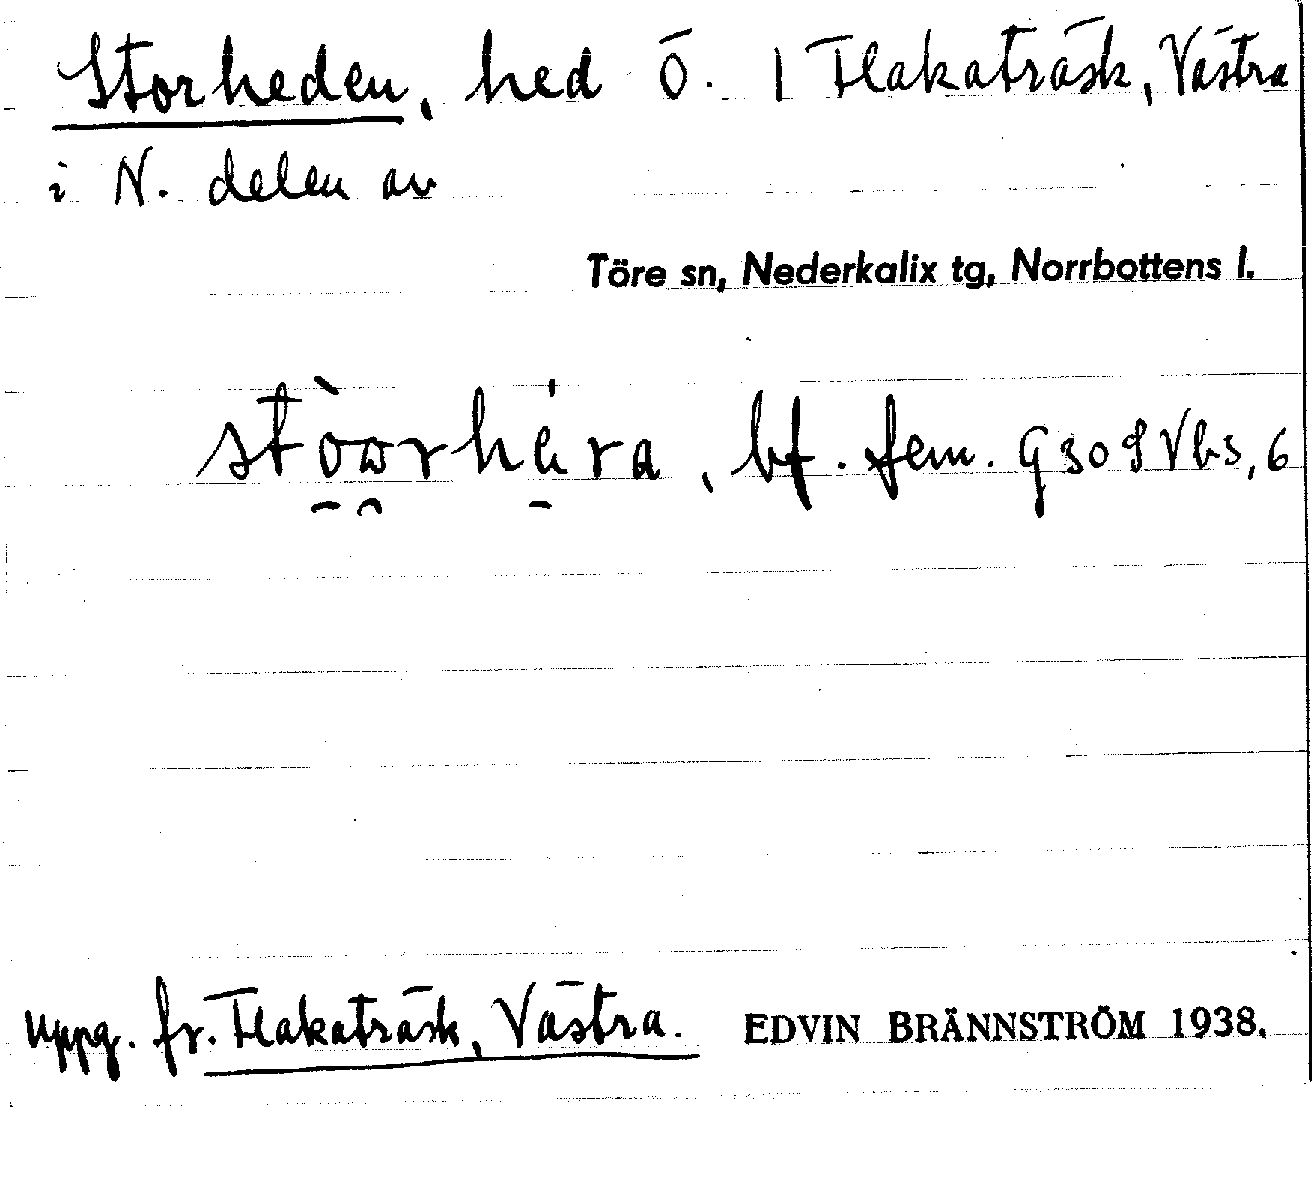 Storheden, hed Ö. | Flakaträsk, Västra
i N. delen av
Töre sn, Nederkalix tg, Norrbottens l.
bf. fem.
uppg. fr. Flakaträsk, Västra. EDVIN BRÄNNSTRÖM 1938.